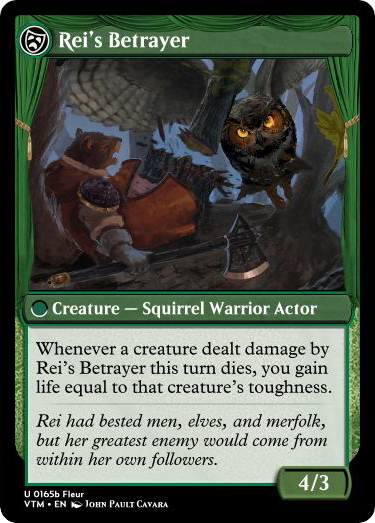 Rei's Betrayer
Creature — Squirrel Warrior Actor
Whenever a creature dealt damage by
Rei's Betrayer this turn dies, you gain
life equal to that creature's toughness.
Rei had bested men, elves, and merfolk,
but her greatest enemy would come from
within her own followers.
4/3
U 0165b Fleur
VTM • EN John Pault Cavara